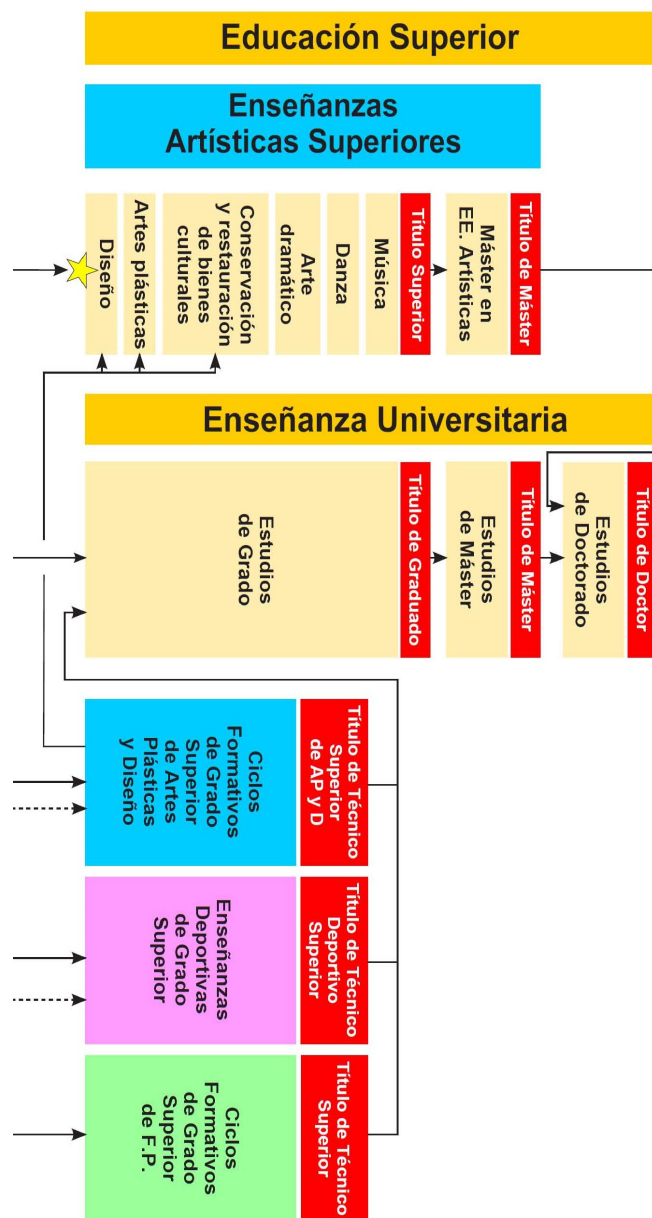 Educación Superior
Enseñanzas
Artísticas Superiores
Diseño
Artes plásticas
Conservación
y restauración
de bienes
culturales
Arte
dramático
Danza
Música
Título Superior
Máster en
EE. Artísticas
Título de Máster
Enseñanza Universitaria
Estudios
de Grado
Título de Graduado
Estudios
de Máster
Título de Máster
Estudios
de Doctorado
Título de Doctor
Ciclos
Formativos
de Grado
Superior
de Artes
Plásticas
y Diseño
Título de Técnico
Superior
de AP y D
Enseñanzas
Deportivas
de Grado
Superior
Título de Técnico
Deportivo
Superior
Ciclos
Formativos
de Grado
Superior
de F.P.
Título de Técnico
Superior